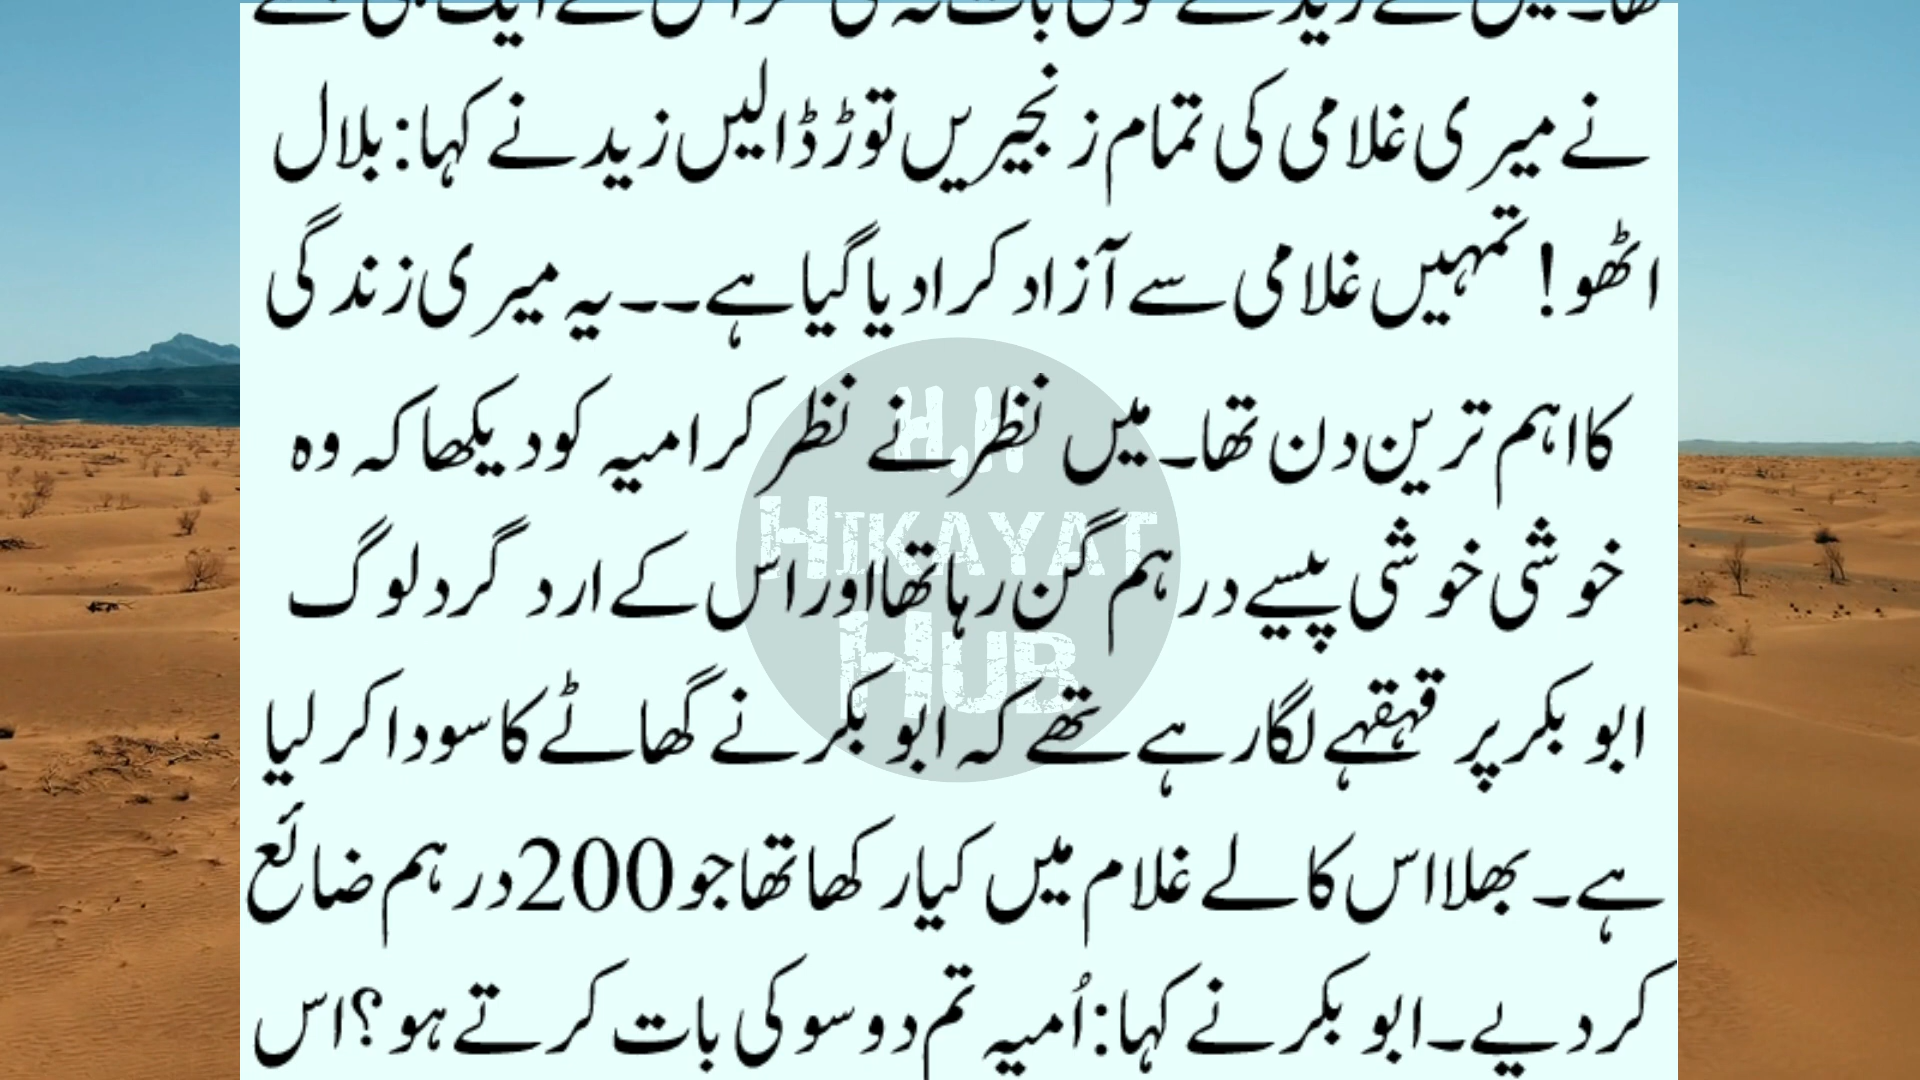 نے میری غلامی کی تمام زنجیریں توڑ ڈالیں زید نے کہا: بلال
اٹھو! تمہیں غلامی سے آزاد کرا دیا گیا ہے۔۔یہ میری زندگی
کا اہم ترین دن تھا۔ میں نظر نے نظر کر امیہ کو دیکھا کہ وہ
خوشی خوشی پیسے درہم گن رہا تھا اور اس کے ارد گرد لوگ
ابو بکر پر قہقہے لگا رہے تھے کہ ابو بکر نے گھاٹے کا سودا کر لیا
ہے۔ بھلا اس کالے غلام میں کیا رکھا تھا جو 200 درہم ضائع
کر دیے۔ ابو بکر نے کہا: اُمیہ تم دو سو کی بات کرتے ہو؟ اس
H.H
HIKAYAT
HUB